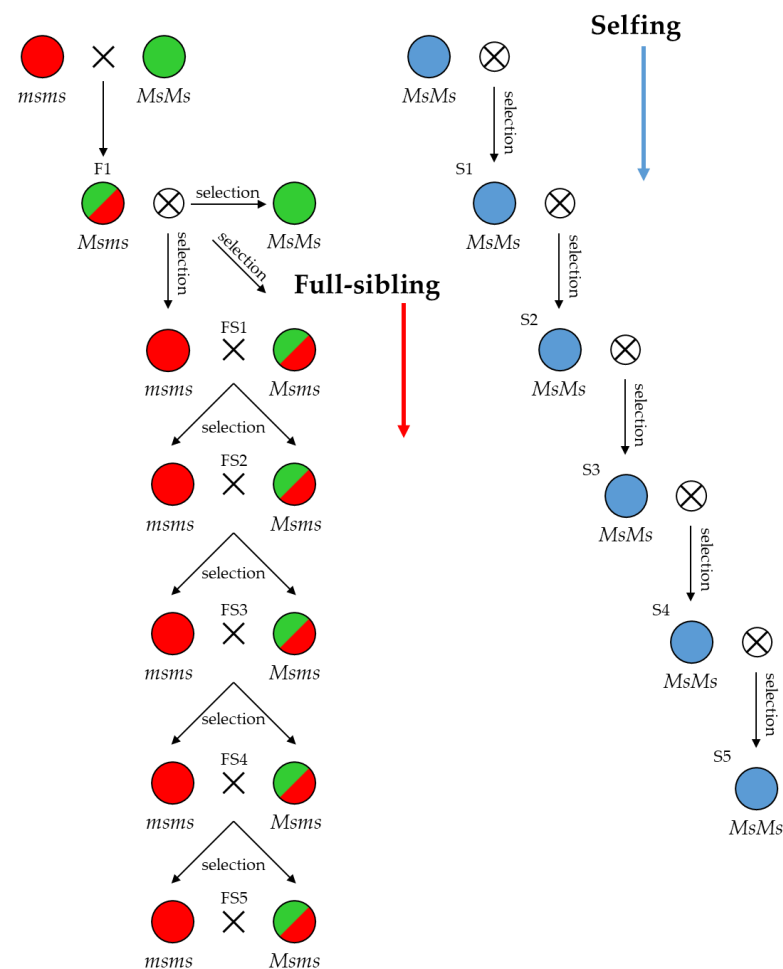 Selfing
msms MsMs MsMs
selection
F1 S1
selection
Msms MsMs MsMs
selection
selection
selection
Full-sibling
FS1 S2
msms Msms MsMs
selection
selection
FS2 S3
msms Msms MsMs
selection
selection
FS3 S4
msms Msms MsMs
selection
selection
FS4 S5
msms Msms MsMs
selection
FS5
msms Msms